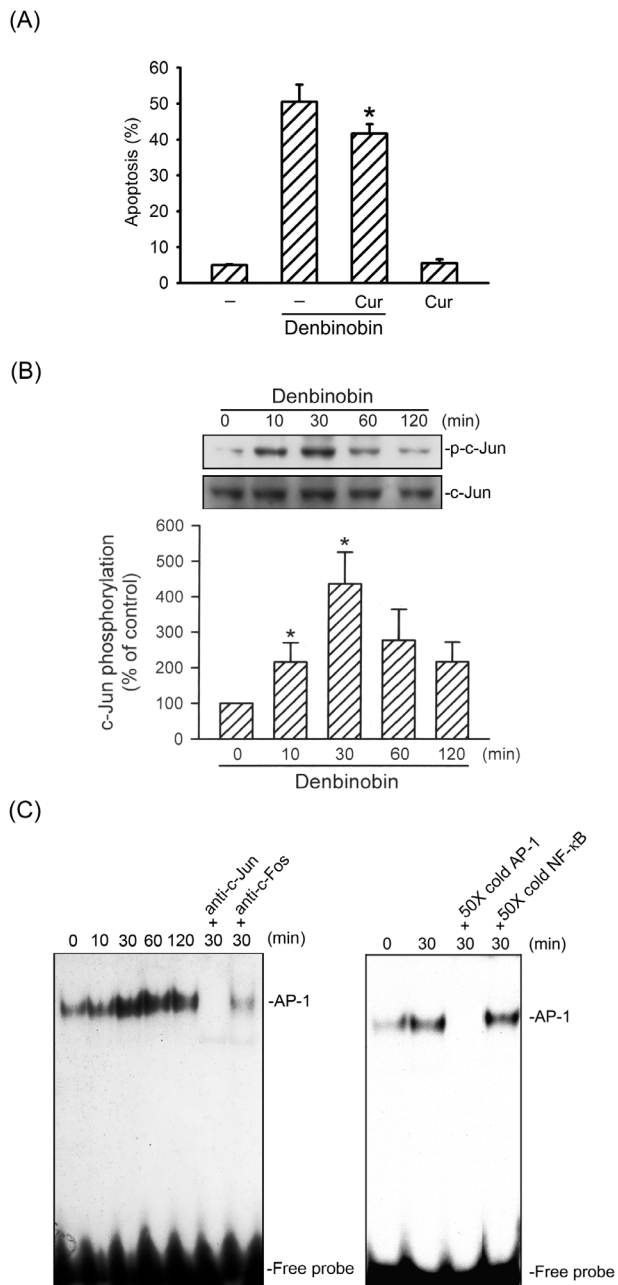 (A)
60
50
40
30
20
10
0
Apoptosis (%)
*
– – Cur Cur
Denbinobin
(B)
Denbinobin
0 10 30 60 120 (min)
-p-c-Jun
-c-Jun
600
500
400
300
200
100
0
c-Jun phosphorylation
(% of control)
*
*
0 10 30 60 120 (min)
Denbinobin
(C)
+ anti-c-Jun
+ anti-c-Fos
0 10 30 60 120 30 30 (min)
-AP-1
-Free probe
+ 50X cold AP-1
+ 50X cold NF-κB
0 30 30 30 (min)
-AP-1
-Free probe